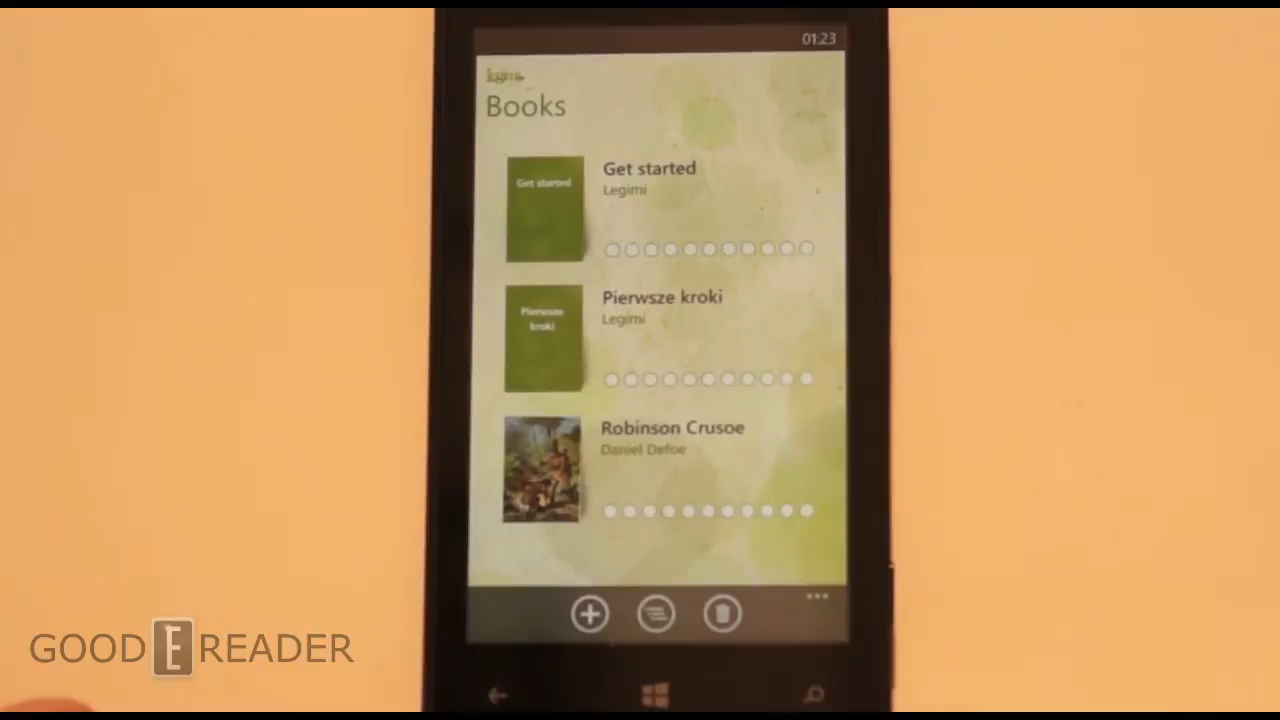 01:23
legimi
Books
Get started
Get started
Legimi
Pierwsze
kroki
Pierwsze kroki
Legimi
Robinson Crusoe
Daniel Defoe
GOOD E READER